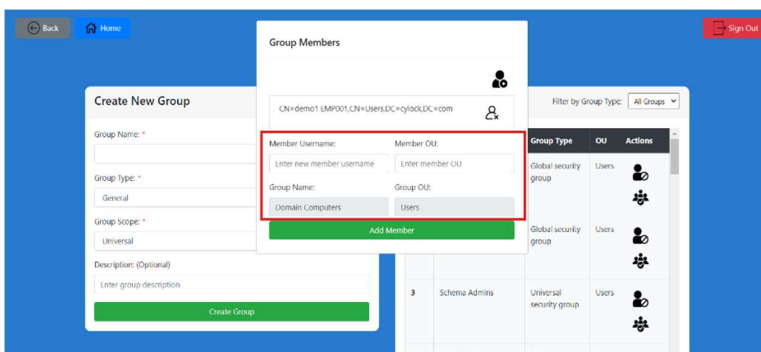 Back
Home
Sign Out
Group Members
CN=demo1 EMP001,CN=Users,DC=cylock,DC=com
Member Username:
Member OU:
Enter new member username
Enter member OU
Group Name:
Group OU:
Domain Computers
Users
Add Member
Create New Group
Group Name: *
Group Type: *
General
Group Scope: *
Universal
Description: (Optional)
Enter group description
Create Group
Filter by Group Type:
All Groups
Group Type
OU
Actions
Global security group
Users
Global security group
Users
3
Schema Admins
Universal security group
Users